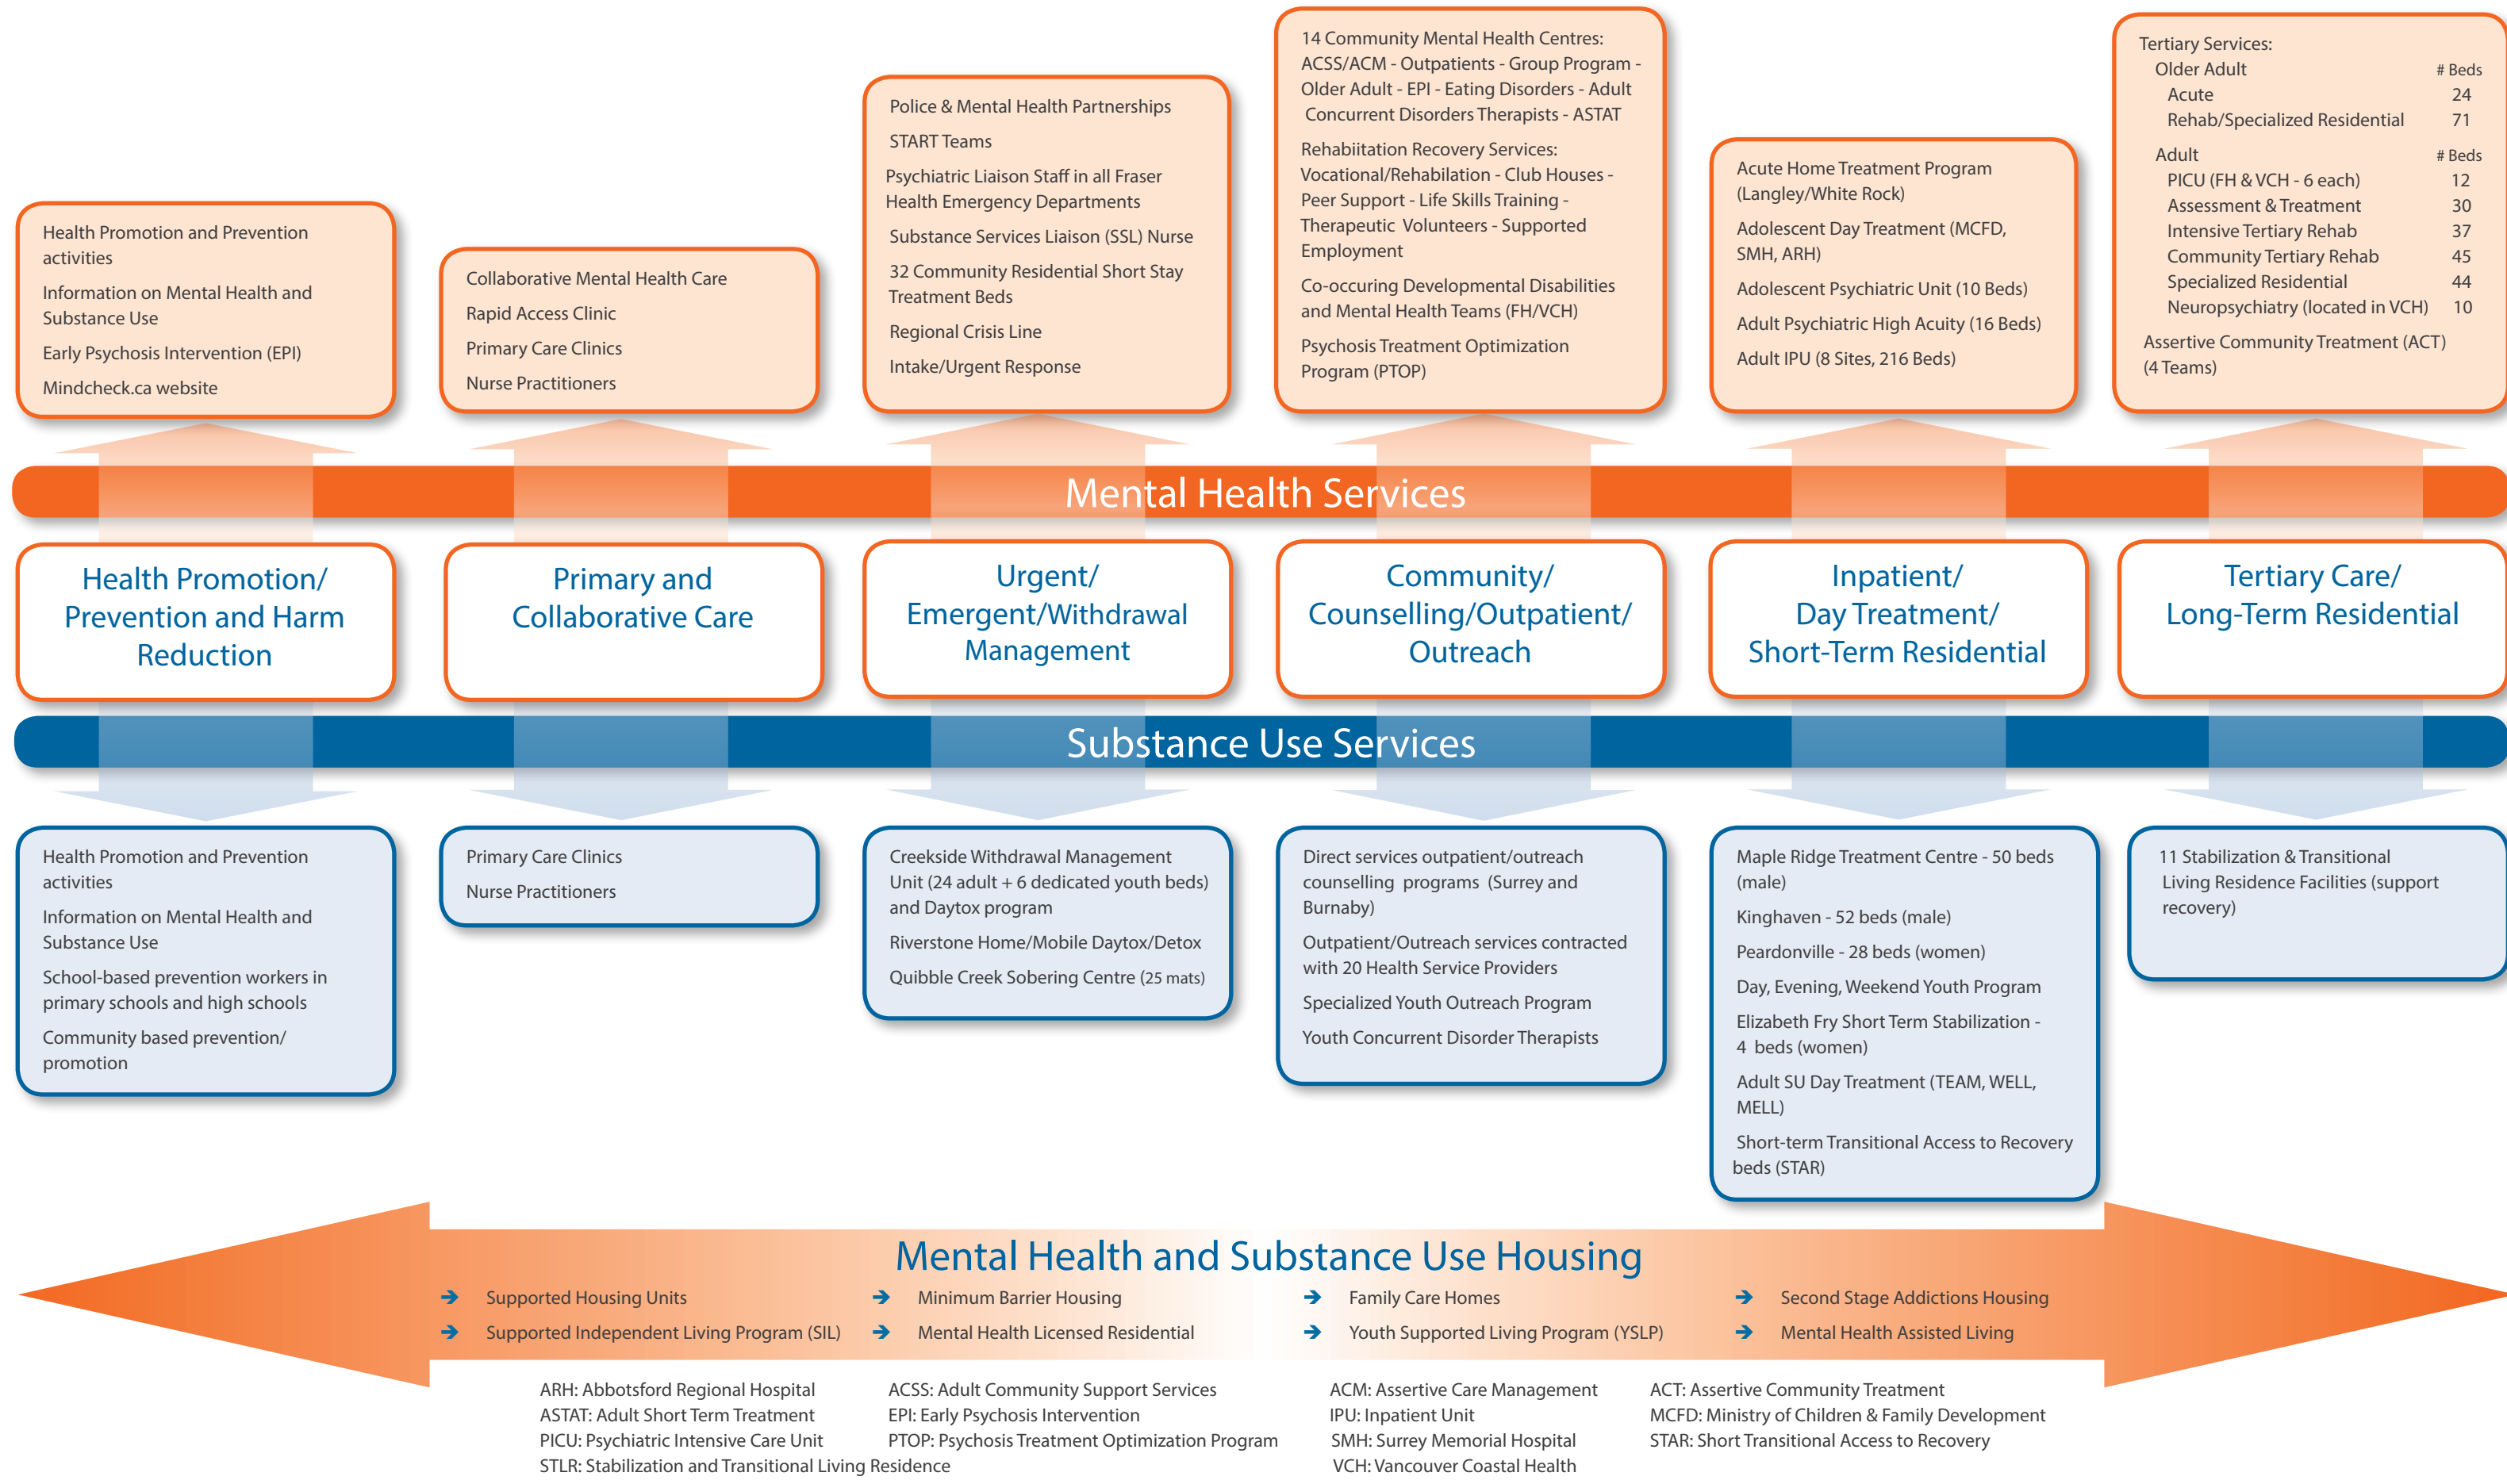 Health Promotion and Prevention
activities
Information on Mental Health and
Substance Use
Early Psychosis Intervention (EPI)
Mindcheck.ca website
Collaborative Mental Health Care
Rapid Access Clinic
Primary Care Clinics
Nurse Practitioners
Police & Mental Health Partnerships
START Teams
Psychiatric Liaison Staff in all Fraser
Health Emergency Departments
Substance Services Liaison (SSL) Nurse
32 Community Residential Short Stay
Treatment Beds
Regional Crisis Line
Intake/Urgent Response
14 Community Mental Health Centres:
ACSS/ACM - Outpatients - Group Program -
Older Adult - EPI - Eating Disorders - Adult
Concurrent Disorders Therapists - ASTAT
Rehabiitation Recovery Services:
Vocational/Rehabilation - Club Houses -
Peer Support - Life Skills Training -
Therapeutic Volunteers - Supported
Employment
Co-occuring Developmental Disabilities
and Mental Health Teams (FH/VCH)
Psychosis Treatment Optimization
Program (PTOP)
Acute Home Treatment Program
(Langley/White Rock)
Adolescent Day Treatment (MCFD,
SMH, ARH)
Adolescent Psychiatric Unit (10 Beds)
Adult Psychiatric High Acuity (16 Beds)
Adult IPU (8 Sites, 216 Beds)
Tertiary Services:
Older Adult # Beds
Acute 24
Rehab/Specialized Residential 71
Adult # Beds
PICU (FH & VCH - 6 each) 12
Assessment & Treatment 30
Intensive Tertiary Rehab 37
Community Tertiary Rehab 45
Specialized Residential 44
Neuropsychiatry (located in VCH) 10
Assertive Community Treatment (ACT)
(4 Teams)
Mental Health Services
Health Promotion/
Prevention and Harm
Reduction
Primary and
Collaborative Care
Urgent/
Emergent/Withdrawal
Management
Community/
Counselling/Outpatient/
Outreach
Inpatient/
Day Treatment/
Short-Term Residential
Tertiary Care/
Long-Term Residential
Substance Use Services
Health Promotion and Prevention
activities
Information on Mental Health and
Substance Use
School-based prevention workers in
primary schools and high schools
Community based prevention/
promotion
Primary Care Clinics
Nurse Practitioners
Creekside Withdrawal Management
Unit (24 adult + 6 dedicated youth beds)
and Daytox program
Riverstone Home/Mobile Daytox/Detox
Quibble Creek Sobering Centre (25 mats)
Direct services outpatient/outreach
counselling programs (Surrey and
Burnaby)
Outpatient/Outreach services contracted
with 20 Health Service Providers
Specialized Youth Outreach Program
Youth Concurrent Disorder Therapists
Maple Ridge Treatment Centre - 50 beds
(male)
Kinghaven - 52 beds (male)
Peardonville - 28 beds (women)
Day, Evening, Weekend Youth Program
Elizabeth Fry Short Term Stabilization -
4 beds (women)
Adult SU Day Treatment (TEAM, WELL,
MELL)
Short-term Transitional Access to Recovery
beds (STAR)
11 Stabilization & Transitional
Living Residence Facilities (support
recovery)
Mental Health and Substance Use Housing
➔ Supported Housing Units ➔ Minimum Barrier Housing ➔ Family Care Homes ➔ Second Stage Addictions Housing
➔ Supported Independent Living Program (SIL) ➔ Mental Health Licensed Residential ➔ Youth Supported Living Program (YSLP) ➔ Mental Health Assisted Living
ARH: Abbotsford Regional Hospital ACSS: Adult Community Support Services ACM: Assertive Care Management ACT: Assertive Community Treatment
ASTAT: Adult Short Term Treatment EPI: Early Psychosis Intervention IPU: Inpatient Unit MCFD: Ministry of Children & Family Development
PICU: Psychiatric Intensive Care Unit PTOP: Psychosis Treatment Optimization Program SMH: Surrey Memorial Hospital STAR: Short Transitional Access to Recovery
STLR: Stabilization and Transitional Living Residence VCH: Vancouver Coastal Health